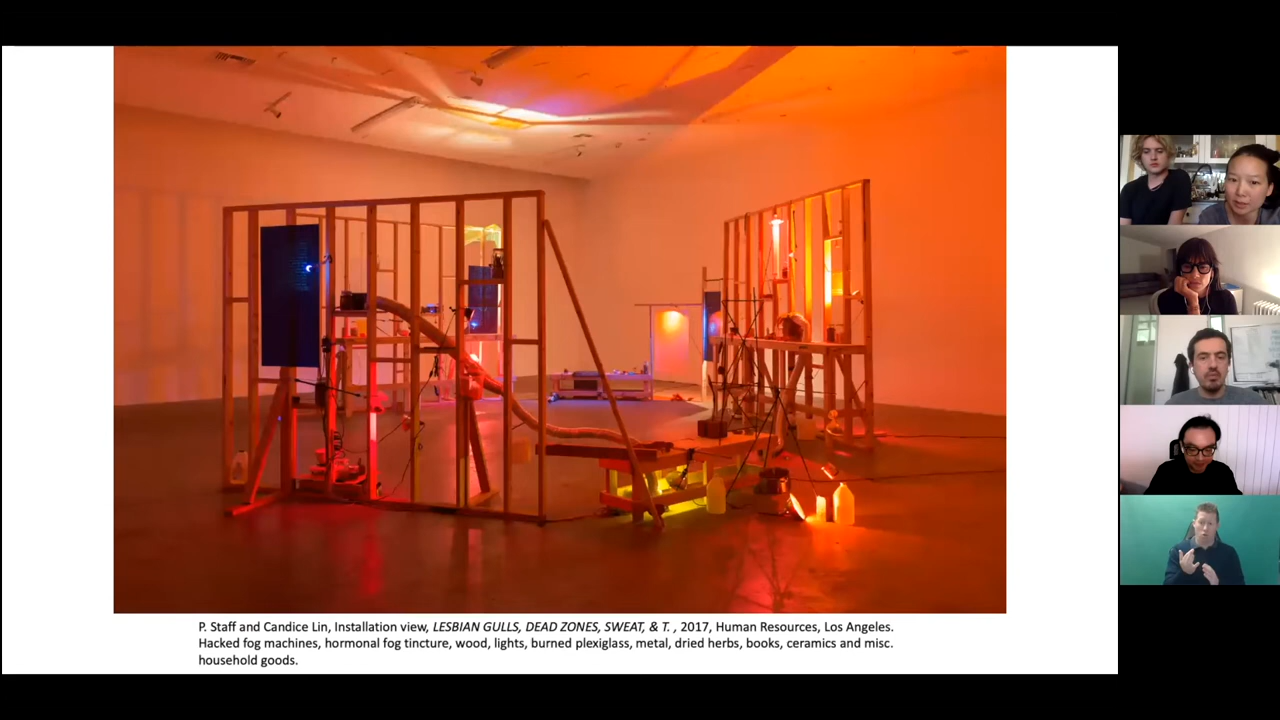 P. Staff and Candice Lin, Installation view, LESBIAN GULLS, DEAD ZONES, SWEAT, & T. , 2017, Human Resources, Los Angeles.
Hacked fog machines, hormonal fog tincture, wood, lights, burned plexiglass, metal, dried herbs, books, ceramics and misc.
household goods.